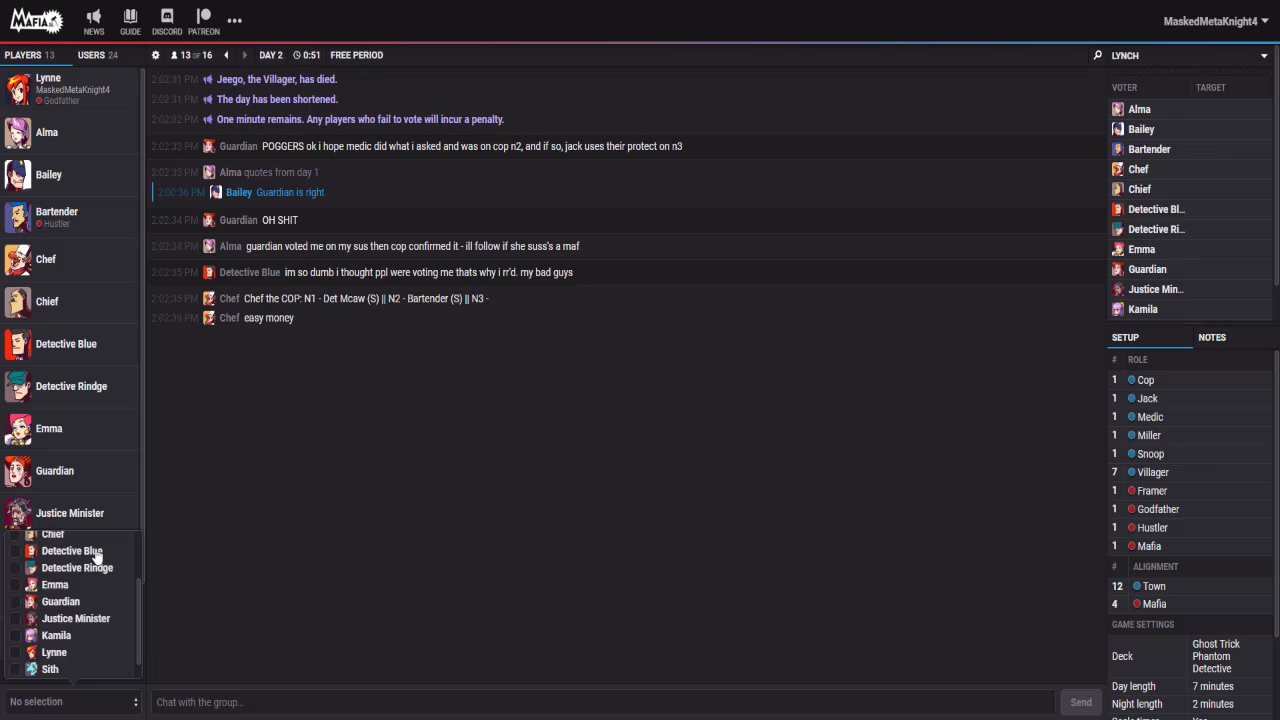 MAFIA
NEWS
GUIDE
DISCORD
PATREON
MaskedMetaKnight4
PLAYERS 13
USERS 24
13 OF 16
DAY 2
0:51
FREE PERIOD
Lynne
MaskedMetaKnight4
Godfather
Alma
Bailey
Bartender
Hustler
Chef
Chief
Detective Blue
Detective Rindge
Emma
Guardian
Justice Minister
Chief
Detective Blue
Detective Rindge
Emma
Guardian
Justice Minister
Kamila
Lynne
Sith
No selection
2:02:31 PM Jeego, the Villager, has died.
2:02:31 PM The day has been shortened.
2:02:32 PM One minute remains. Any players who fail to vote will incur a penalty.
2:02:33 PM Guardian POGGERS ok i hope medic did what i asked and was on cop n2, and if so, jack uses their protect on n3
2:02:33 PM Alma quotes from day 1
2:00:36 PM Bailey Guardian is right
2:02:34 PM Guardian OH SHIT
2:02:34 PM Alma guardian voted me on my sus then cop confirmed it - ill follow if she suss's a maf
2:02:35 PM Detective Blue im so dumb i thought ppl were voting me thats why i rr'd. my bad guys
2:02:35 PM Chef Chef the COP: N1 - Det Mcaw (S) || N2 - Bartender (S) || N3 -
2:02:39 PM Chef easy money
Chat with the group...
Send
LYNCH
VOTER TARGET
Alma
Bailey
Bartender
Chef
Chief
Detective Bl...
Detective Ri...
Emma
Guardian
Justice Min...
Kamila
SETUP NOTES
# ROLE
1 Cop
1 Jack
1 Medic
1 Miller
1 Snoop
7 Villager
1 Framer
1 Godfather
1 Hustler
1 Mafia
# ALIGNMENT
12 Town
4 Mafia
GAME SETTINGS
Deck Ghost Trick
Phantom
Detective
Day length 7 minutes
Night length 2 minutes